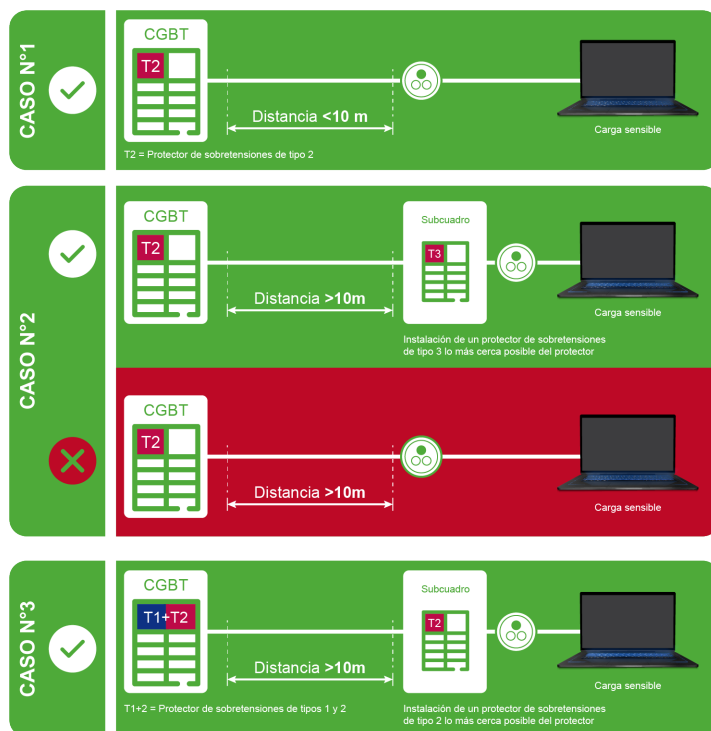 CASO N°1
CGBT
T2
Distancia <10 m
Carga sensible
T2 = Protector de sobretensiones de tipo 2
CASO N°2
CGBT
T2
Distancia >10m
Subcuadro
T3
Carga sensible
Instalación de un protector de sobretensiones
de tipo 3 lo más cerca posible del protector
CGBT
T2
Distancia >10m
Carga sensible
CASO N°3
CGBT
T1+T2
Distancia >10m
Subcuadro
T2
Carga sensible
T1+2 = Protector de sobretensiones de tipos 1 y 2
Instalación de un protector de sobretensiones
de tipo 2 lo más cerca posible del protector